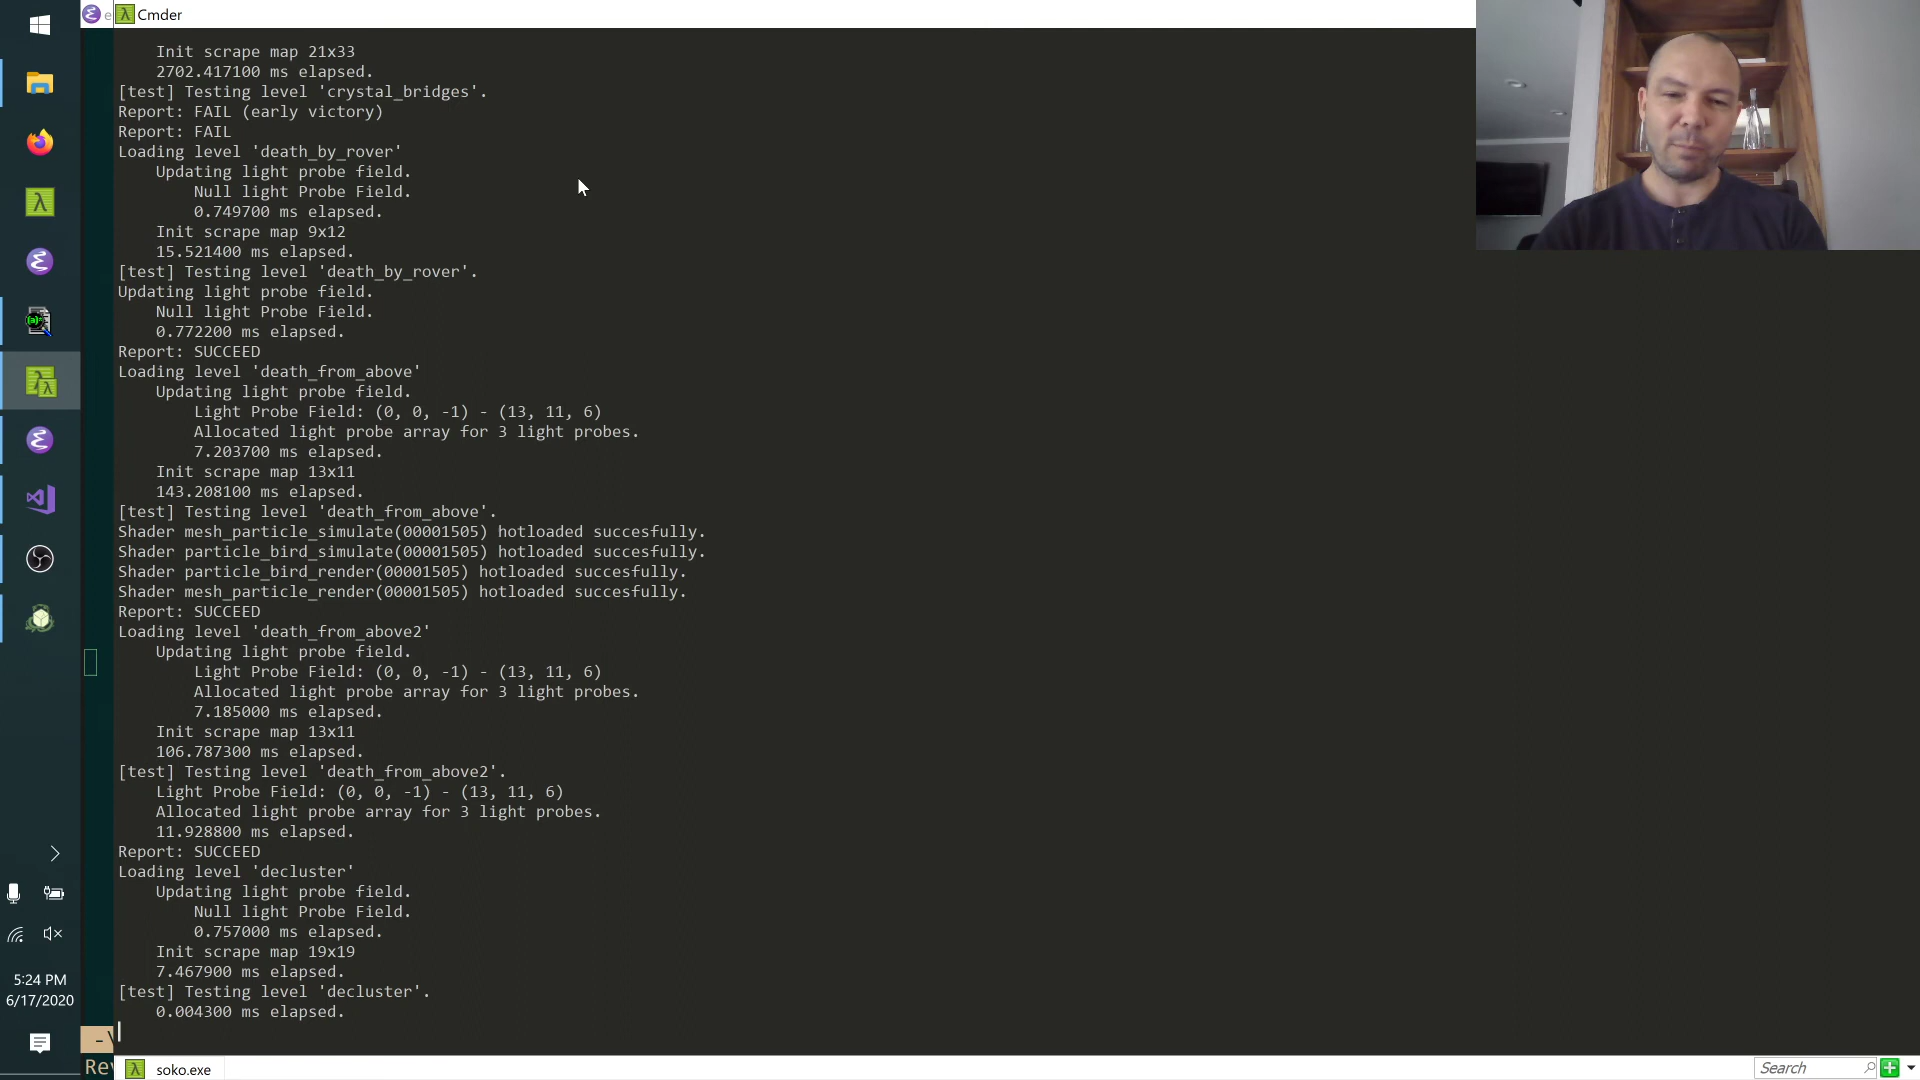 e
Cmder
Init scrape map 21x33
2702.417100 ms elapsed.
[test] Testing level 'crystal_bridges'.
Report: FAIL (early victory)
Report: FAIL
Loading level 'death_by_rover'
Updating light probe field.
Null light Probe Field.
0.749700 ms elapsed.
Init scrape map 9x12
15.521400 ms elapsed.
[test] Testing level 'death_by_rover'.
Updating light probe field.
Null light Probe Field.
0.772200 ms elapsed.
Report: SUCCEED
Loading level 'death_from_above'
Updating light probe field.
Light Probe Field: (0, 0, -1) - (13, 11, 6)
Allocated light probe array for 3 light probes.
7.203700 ms elapsed.
Init scrape map 13x11
143.208100 ms elapsed.
[test] Testing level 'death_from_above'.
Shader mesh_particle_simulate(00001505) hotloaded succesfully.
Shader particle_bird_simulate(00001505) hotloaded succesfully.
Shader particle_bird_render(00001505) hotloaded succesfully.
Shader mesh_particle_render(00001505) hotloaded succesfully.
Report: SUCCEED
Loading level 'death_from_above2'
Updating light probe field.
Light Probe Field: (0, 0, -1) - (13, 11, 6)
Allocated light probe array for 3 light probes.
7.185000 ms elapsed.
Init scrape map 13x11
106.787300 ms elapsed.
[test] Testing level 'death_from_above2'.
Light Probe Field: (0, 0, -1) - (13, 11, 6)
Allocated light probe array for 3 light probes.
11.928800 ms elapsed.
Report: SUCCEED
Loading level 'decluster'
Updating light probe field.
Null light Probe Field.
0.757000 ms elapsed.
Init scrape map 19x19
7.467900 ms elapsed.
[test] Testing level 'decluster'.
0.004300 ms elapsed.
5:24 PM
6/17/2020
-\
Re
soko.exe
Search